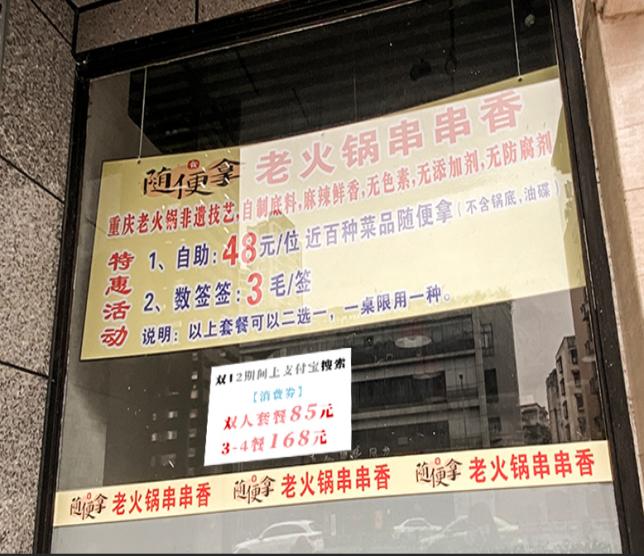 随便拿 老火锅串串香
重庆老火锅非遗技艺,自制底料,麻辣鲜香,无色素,无添加剂,无防腐剂
特惠活动
1、自助:48元/位 近百种菜品随便拿(不含锅底,油碟)
2、数签签:3毛/签
说明:以上套餐可以二选一,一桌限用一种。
双12期间上支付宝搜索
【消费券】
双人套餐85元
3-4餐168元
随便拿 老火锅串串香 随便拿 老火锅串串香 随便拿 老火锅串串香